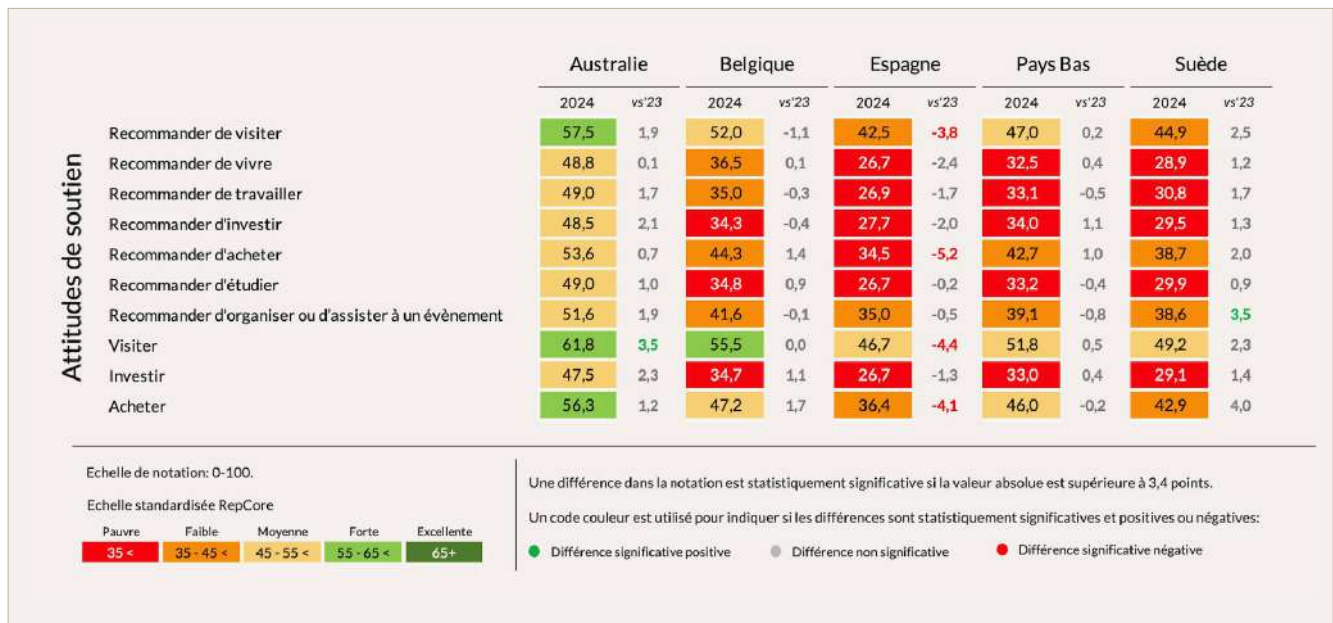 Australie Belgique Espagne Pays Bas Suède
2024 vs'23 2024 vs'23 2024 vs'23 2024 vs'23 2024 vs'23
Attitudes de soutien
Recommander de visiter 57,5 1,9 52,0 -1,1 42,5 -3,8 47,0 0,2 44,9 2,5
Recommander de vivre 48,8 0,1 36,5 0,1 26,7 -2,4 32,5 0,4 28,9 1,2
Recommander de travailler 49,0 1,7 35,0 -0,3 26,9 -1,7 33,1 -0,5 30,8 1,7
Recommander d'investir 48,5 2,1 34,3 -0,4 27,7 -2,0 34,0 1,1 29,5 1,3
Recommander d'acheter 53,6 0,7 44,3 1,4 34,5 -5,2 42,7 1,0 38,7 2,0
Recommander d'étudier 49,0 1,0 34,8 0,9 26,7 -0,2 33,2 -0,4 29,9 0,9
Recommander d'organiser ou d'assister à un évènement 51,6 1,9 41,6 -0,1 35,0 -0,5 39,1 -0,8 38,6 3,5
Visiter 61,8 3,5 55,5 0,0 46,7 -4,4 51,8 0,5 49,2 2,3
Investir 47,5 2,3 34,7 1,1 26,7 -1,3 33,0 0,4 29,1 1,4
Acheter 56,3 1,2 47,2 1,7 36,4 -4,1 46,0 -0,2 42,9 4,0
Echelle de notation: 0-100.
Echelle standardisée RepCore
Pauvre Faible Moyenne Forte Excellente
35 < 35 - 45 < 45 - 55 < 55 - 65 < 65+
Une différence dans la notation est statistiquement significative si la valeur absolue est supérieure à 3,4 points.
Un code couleur est utilisé pour indiquer si les différences sont statistiquement significatives et positives ou négatives:
Différence significative positive Différence non significative Différence significative négative